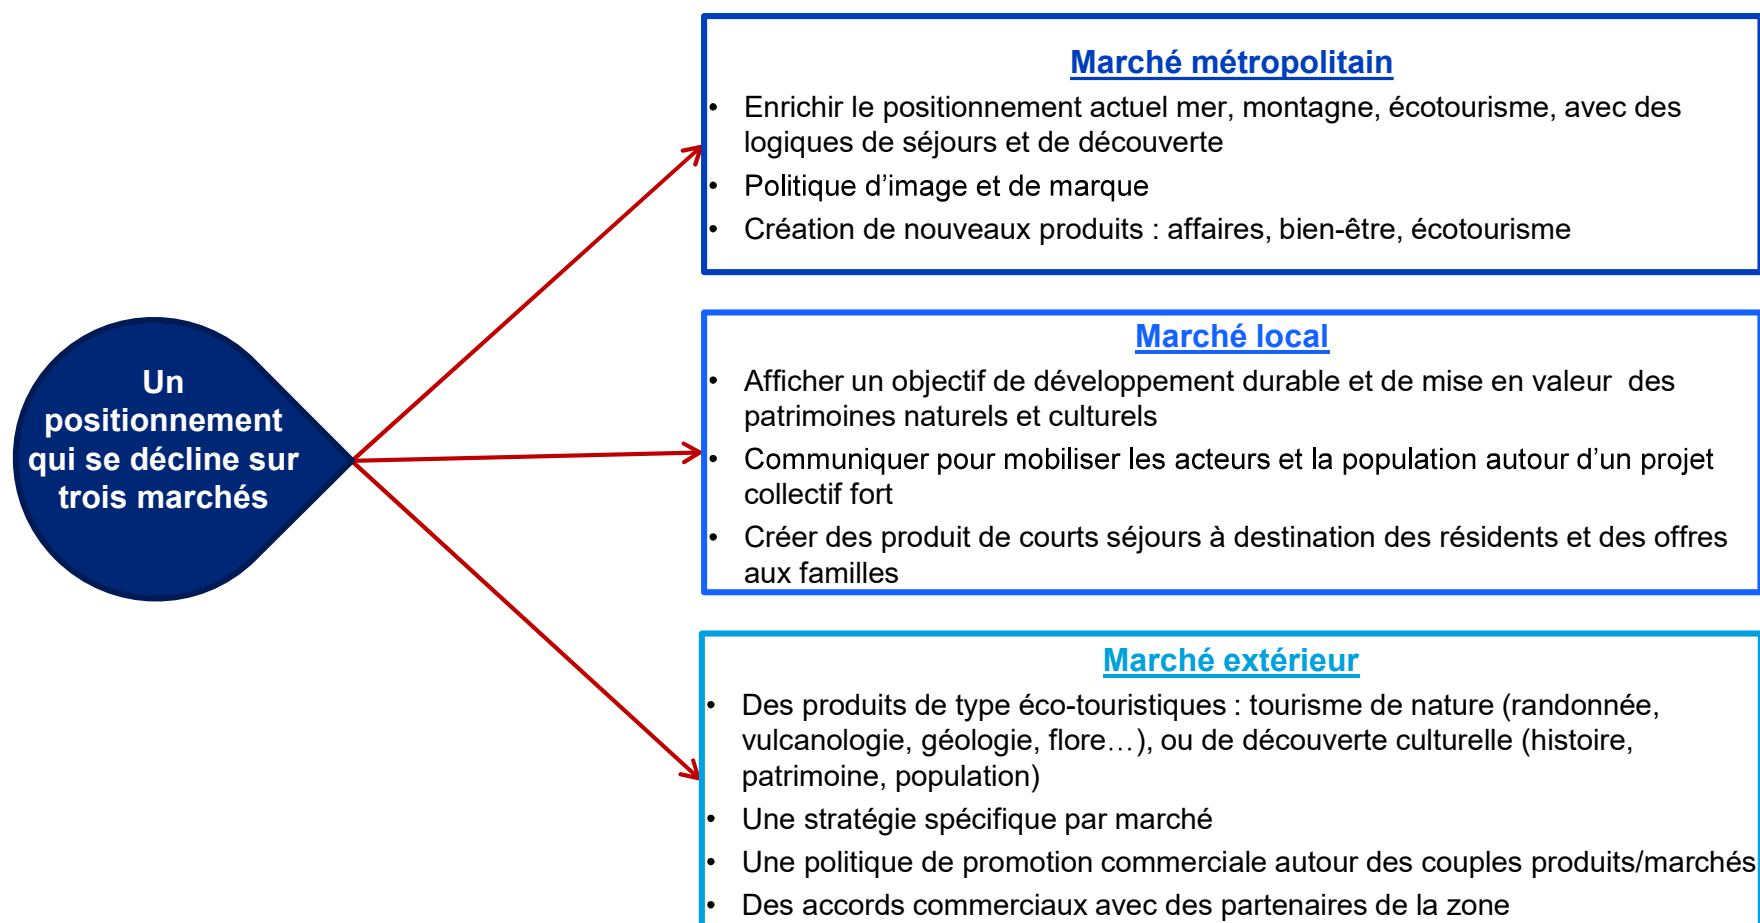 Un
positionnement
qui se décline sur
trois marchés
Marché métropolitain
• Enrichir le positionnement actuel mer, montagne, écotourisme, avec des
logiques de séjours et de découverte
• Politique d’image et de marque
• Création de nouveaux produits : affaires, bien-être, écotourisme
Marché local
• Afficher un objectif de développement durable et de mise en valeur  des
patrimoines naturels et culturels
• Communiquer pour mobiliser les acteurs et la population autour d’un projet
collectif fort
• Créer des produit de courts séjours à destination des résidents et des offres
aux familles
Marché extérieur
• Des produits de type éco-touristiques : tourisme de nature (randonnée,
vulcanologie, géologie, flore…), ou de découverte culturelle (histoire,
patrimoine, population)
• Une stratégie spécifique par marché
• Une politique de promotion commerciale autour des couples produits/marchés
• Des accords commerciaux avec des partenaires de la zone